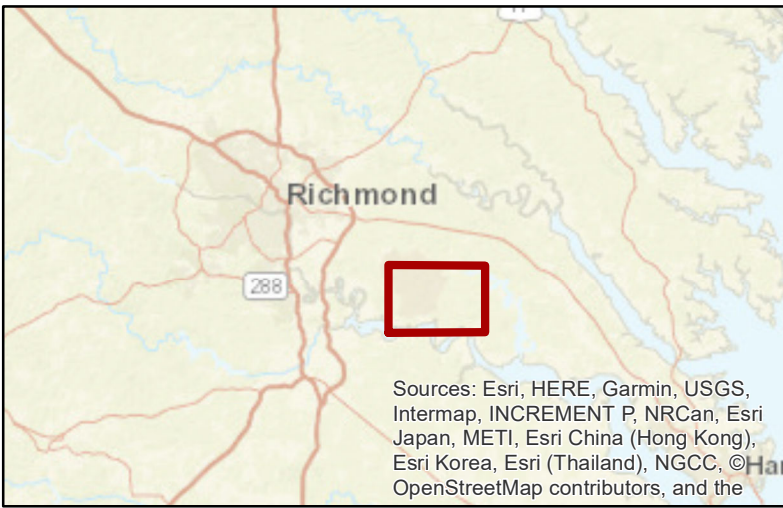 Richmond
288
Sources: Esri, HERE, Garmin, USGS,
Intermap, INCREMENT P, NRCan, Esri
Japan, METI, Esri China (Hong Kong),
Esri Korea, Esri (Thailand), NGCC, ©
OpenStreetMap contributors, and the